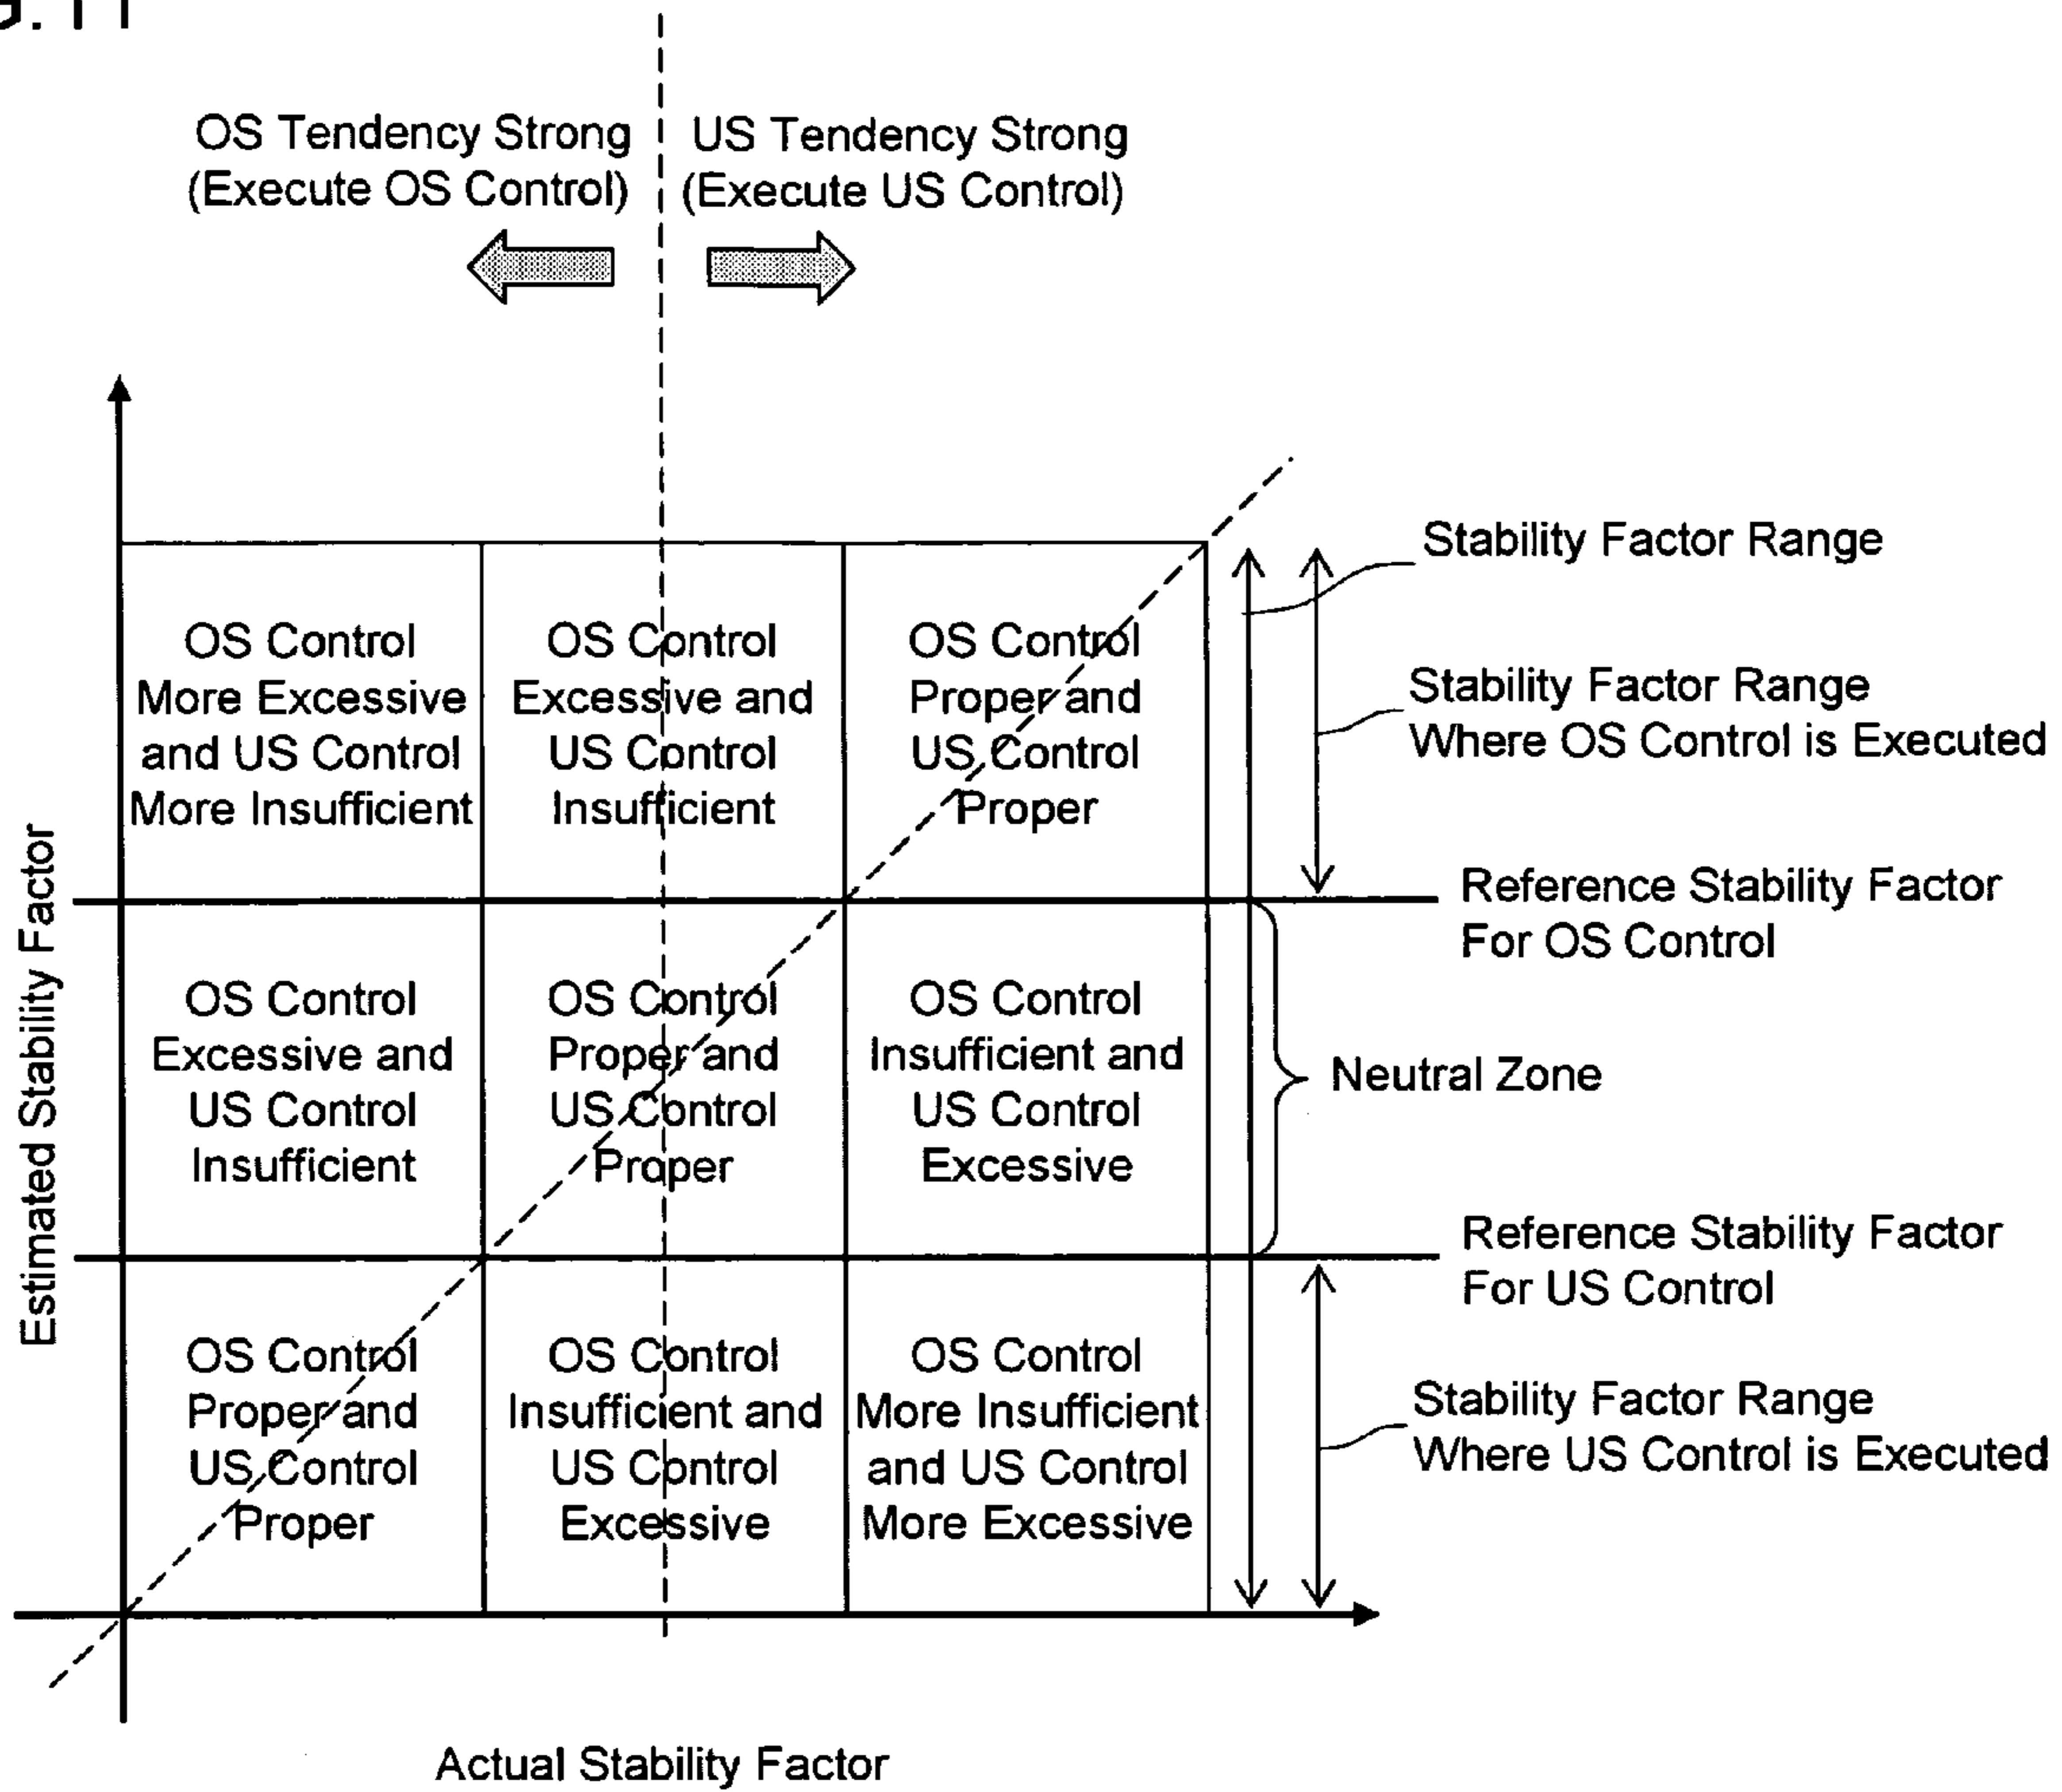 OS Tendency Strong
(Execute OS Control)
US Tendency Strong
(Execute US Control)
Estimated Stability Factor
OS Control
More Excessive
and US Control
More Insufficient
OS Control
Excessive and
US Control
Insufficient
OS Control
Proper and
US Control
Proper
OS Control
Excessive and
US Control
Insufficient
OS Control
Proper and
US Control
Proper
OS Control
Insufficient and
US Control
Excessive
OS Control
Proper and
US Control
Proper
OS Control
Insufficient and
US Control
Excessive
OS Control
More Insufficient
and US Control
More Excessive
Stability Factor Range
Stability Factor Range
Where OS Control is Executed
Reference Stability Factor
For OS Control
Neutral Zone
Reference Stability Factor
For US Control
Stability Factor Range
Where US Control is Executed
Actual Stability Factor